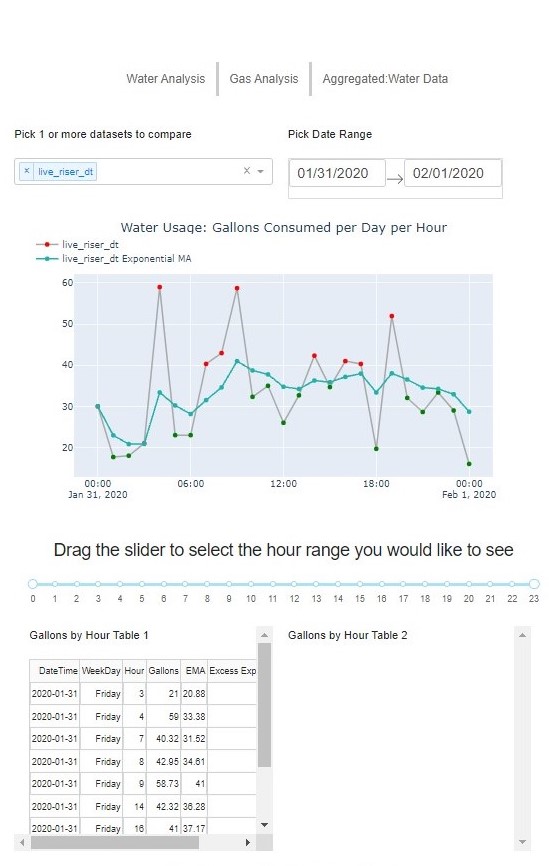 Water Analysis Gas Analysis Aggregated:Water Data
Pick 1 or more datasets to compare Pick Date Range
× live_riser_dt x 01/31/2020 → 02/01/2020
Water Usage: Gallons Consumed per Day per Hour
live_riser_dt
live_riser_dt Exponential MA
60
50
40
30
20
00:00 06:00 12:00 18:00 00:00
Jan 31, 2020 Feb 1, 2020
Drag the slider to select the hour range you would like to see
0 1 2 3 4 5 6 7 8 9 10 11 12 13 14 15 16 17 18 19 20 21 22 23
Gallons by Hour Table 1 Gallons by Hour Table 2
DateTime WeekDay Hour Gallons EMA Excess Exp
2020-01-31 Friday 3 21 20.88
2020-01-31 Friday 4 59 33.38
2020-01-31 Friday 7 40.32 31.52
2020-01-31 Friday 8 42.95 34.61
2020-01-31 Friday 9 58.73 41
2020-01-31 Friday 14 42.32 36.28
2020-01-31 Friday 16 41 37.17